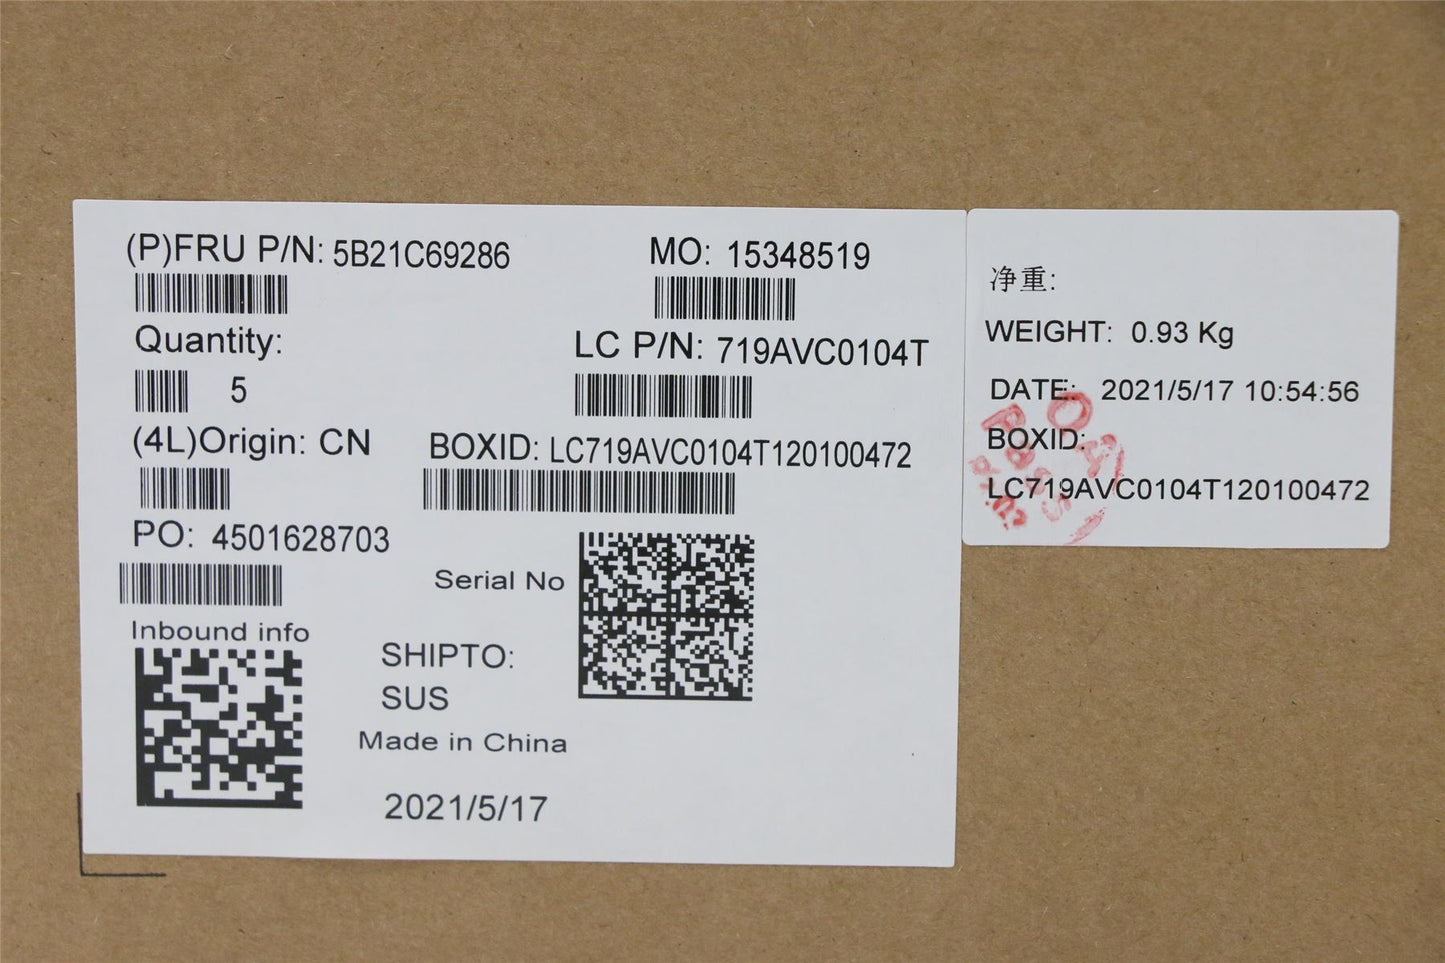 (P)FRU P/N: 5B21C69286
MO: 15348519
Quantity:
5
LC P/N: 719AVC0104T
(4L)Origin: CN
BOXID: LC719AVC0104T120100472
PO: 4501628703
Serial No
Inbound info
SHIPTO:
SUS
Made in China
2021/5/17
净重:
WEIGHT: 0.93 Kg
DATE: 2021/5/17 10:54:56
BOXID:
LC719AVC0104T120100472
Pass